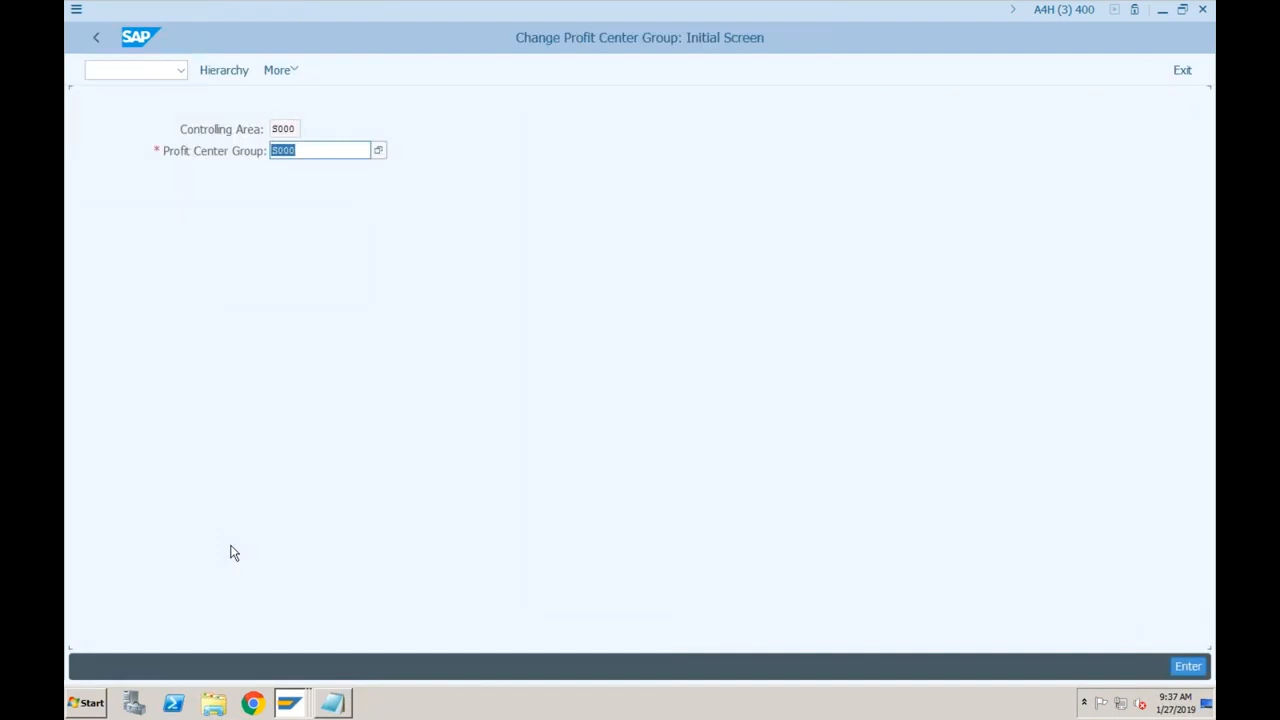 A4H (3) 400
SAP
Change Profit Center Group: Initial Screen
Hierarchy
More
Exit
Controlling Area: S000
* Profit Center Group: S000
Enter
Start
9:37 AM
1/27/2019